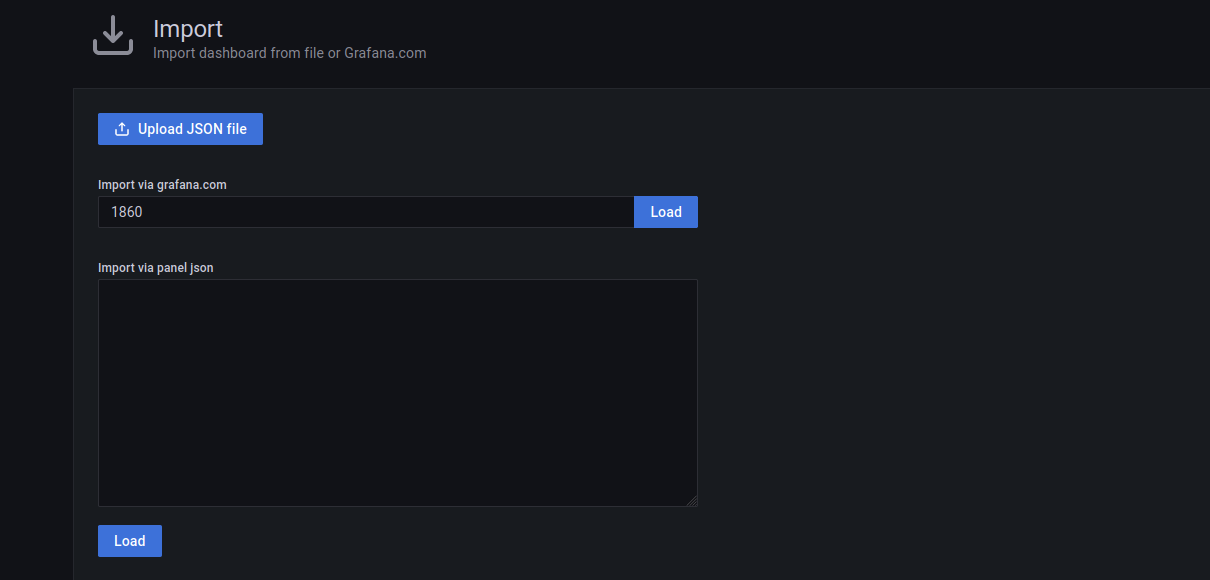 Import
Import dashboard from file or Grafana.com
Upload JSON file
Import via grafana.com
1860
Load
Import via panel json
Load